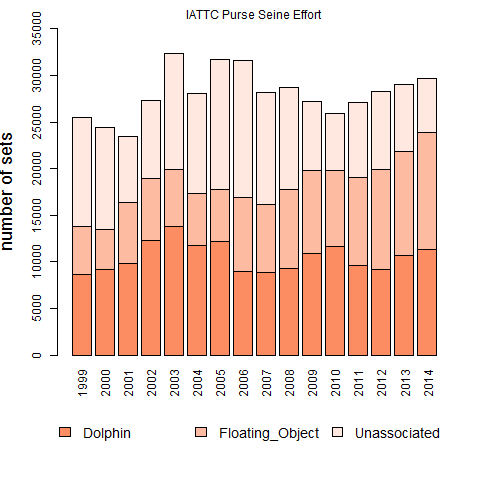 IATTC Purse Seine Effort
number of sets
35000
30000
25000
20000
15000
10000
5000
0
1999 2000 2001 2002 2003 2004 2005 2006 2007 2008 2009 2010 2011 2012 2013 2014
Dolphin Floating_Object Unassociated